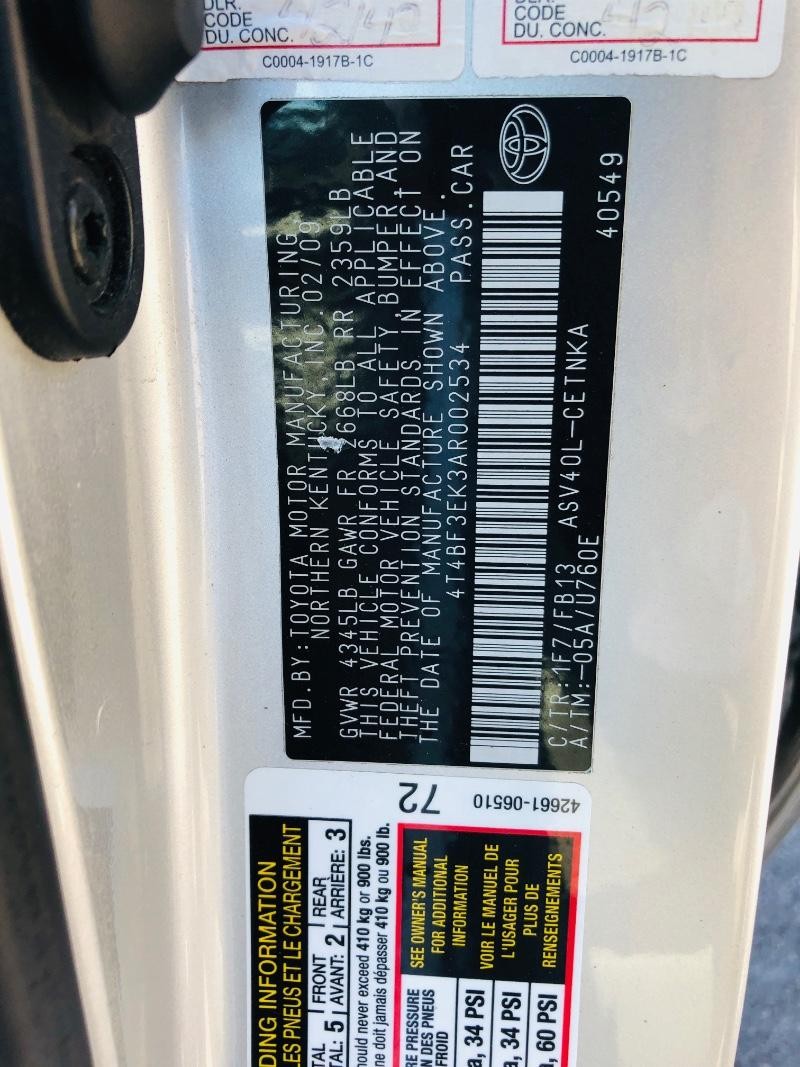 CODE
DU. CONC.
C0004-1917B-1C
CODE
DU. CONC.
C0004-1917B-1C
MFD.BY:TOYOTA MOTOR MANUFACTURING,
NORTHERN KENTUCKY INC.02/09
GVWR 4345LB GAWR FR 2668LB RR 2359LB
THIS VEHICLE CONFORMS TO ALL APPLICABLE
FEDERAL MOTOR VEHICLE SAFETY,BUMPER,AND
THEFT PREVENTION STANDARDS IN EFFECT ON
THE DATE OF MANUFACTURE SHOWN ABOVE.
4T4BF3EK3AR002534 PASS.CAR
C/TR:1F7/FB13 ASV40L-CETNKA
A/TM:-05A/U760E 40549
72
42661-06510
DING INFORMATION
LES PNEUS ET LE CHARGEMENT
TAL FRONT REAR
TAL: 5 AVANT: 2 ARRIÈRE: 3
hould never exceed 410 kg or 900 lbs.
ne doit jamais dépasser 410 kg ou 900 lb.
SEE OWNER'S MANUAL
FOR ADDITIONAL
INFORMATION
VOIR LE MANUEL DE
L'USAGER POUR
PLUS DE
RENSEIGNEMENTS
RE PRESSURE
ON DES PNEUS
FROID
a, 34 PSI
a, 34 PSI
a, 60 PSI